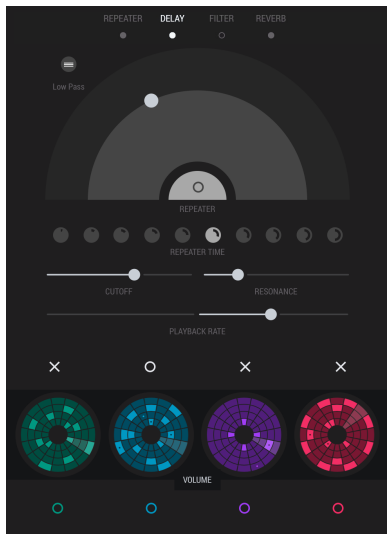 REPEATER DELAY FILTER REVERB
Low Pass
REPEATER
REPEATER TIME
CUTOFF RESONANCE
PLAYBACK RATE
VOLUME